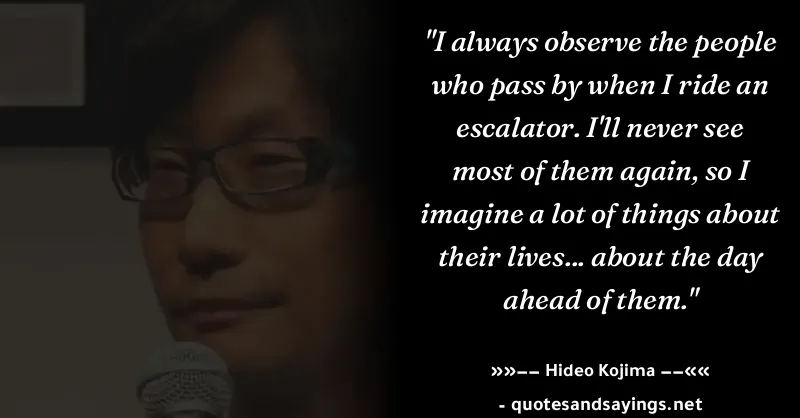 "I always observe the people
who pass by when I ride an
escalator. I'll never see
most of them again, so I
imagine a lot of things about
their lives... about the day
ahead of them."
»»−− Hideo Kojima −−««
- quotesandsayings.net